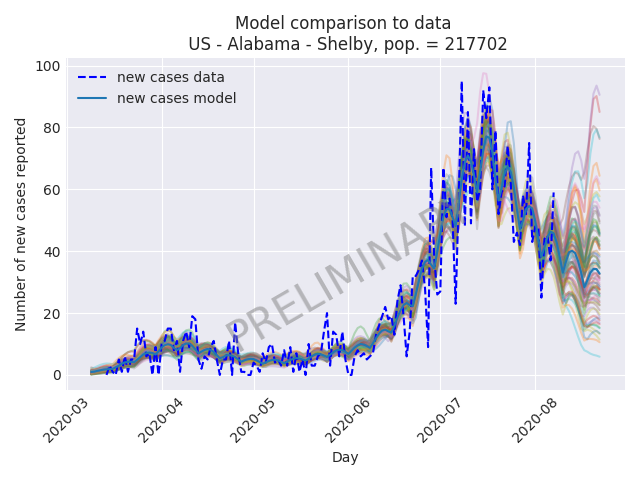 Model comparison to data
US - Alabama - Shelby, pop. = 217702
new cases data
new cases model
Number of new cases reported
100
80
60
40
20
0
PRELIMINARY
2020-03
2020-04
2020-05
2020-06
2020-07
2020-08
Day